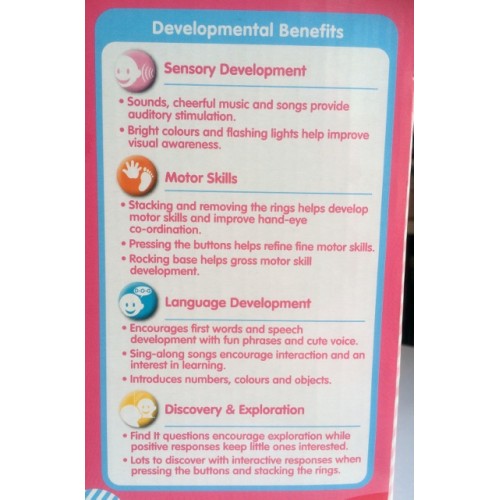 Developmental Benefits
Sensory Development
• Sounds, cheerful music and songs provide
auditory stimulation.
• Bright colours and flashing lights help improve
visual awareness.
Motor Skills
• Stacking and removing the rings helps develop
motor skills and improve hand-eye
co-ordination.
• Pressing the buttons helps refine fine motor skills.
• Rocking base helps gross motor skill
development.
Language Development
• Encourages first words and speech
development with fun phrases and cute voice.
• Sing-along songs encourage interaction and an
interest in learning.
• Introduces numbers, colours and objects.
Discovery & Exploration
• Find It questions encourage exploration while
positive responses keep little ones interested.
• Lots to discover with interactive responses when
pressing the buttons and stacking the rings.